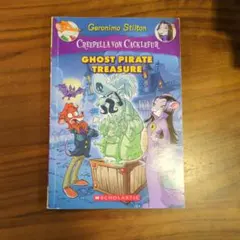 Geronimo Stilton
CREEPELLA VON CACKLEFUR
GHOST PIRATE
TREASURE
SCHOLASTIC